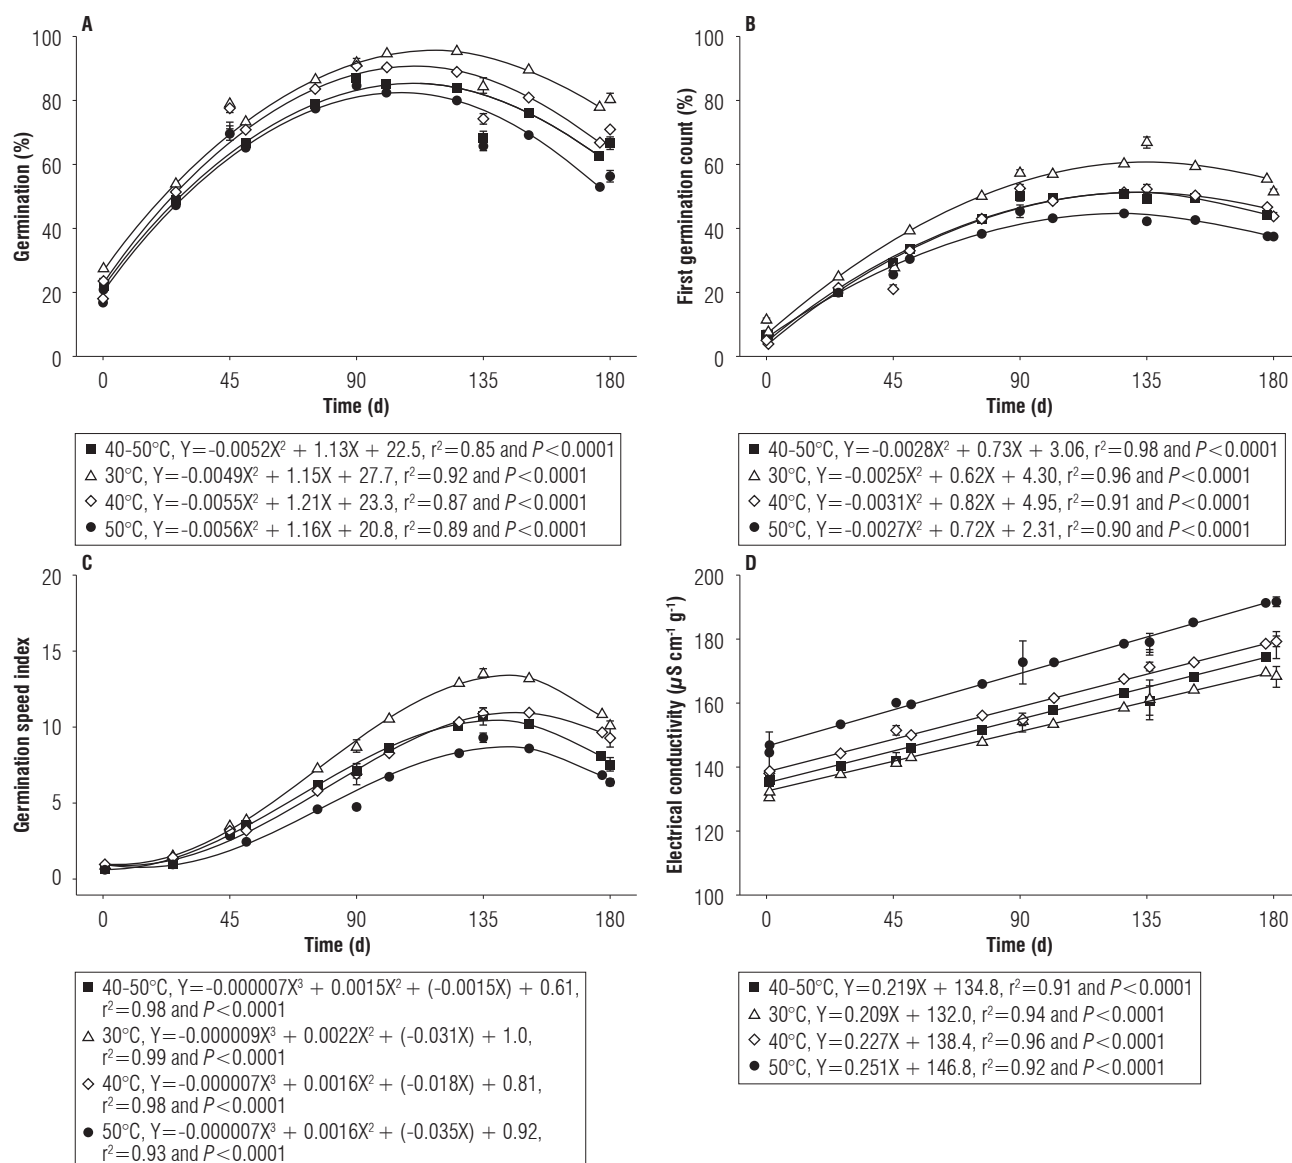 A
Germination (%)
100
80
60
40
20
0
0 45 90 135 180
Time (d)
40-50°C, Y=-0.0052X² + 1.13X + 22.5, r²=0.85 and P<0.0001
30°C, Y=-0.0049X² + 1.15X + 27.7, r²=0.92 and P<0.0001
40°C, Y=-0.0055X² + 1.21X + 23.3, r²=0.87 and P<0.0001
50°C, Y=-0.0056X² + 1.16X + 20.8, r²=0.89 and P<0.0001
B
First germination count (%)
100
80
60
40
20
0
0 45 90 135 180
Time (d)
40-50°C, Y=-0.0028X² + 0.73X + 3.06, r²=0.98 and P<0.0001
30°C, Y=-0.0025X² + 0.62X + 4.30, r²=0.96 and P<0.0001
40°C, Y=-0.0031X² + 0.82X + 4.95, r²=0.91 and P<0.0001
50°C, Y=-0.0027X² + 0.72X + 2.31, r²=0.90 and P<0.0001
C
Germination speed index
20
15
10
5
0
0 45 90 135 180
Time (d)
40-50°C, Y=-0.000007X³ + 0.0015X² + (-0.0015X) + 0.61,
r²=0.98 and P<0.0001
30°C, Y=-0.000009X³ + 0.0022X² + (-0.031X) + 1.0,
r²=0.99 and P<0.0001
40°C, Y=-0.000007X³ + 0.0016X² + (-0.018X) + 0.81,
r²=0.98 and P<0.0001
50°C, Y=-0.000007X³ + 0.0016X² + (-0.035X) + 0.92,
r²=0.93 and P<0.0001
D
Electrical conductivity (µS cm⁻¹ g⁻¹)
200
180
160
140
120
100
0 45 90 135 180
Time (d)
40-50°C, Y=0.219X + 134.8, r²=0.91 and P<0.0001
30°C, Y=0.209X + 132.0, r²=0.94 and P<0.0001
40°C, Y=0.227X + 138.4, r²=0.96 and P<0.0001
50°C, Y=0.251X + 146.8, r²=0.92 and P<0.0001